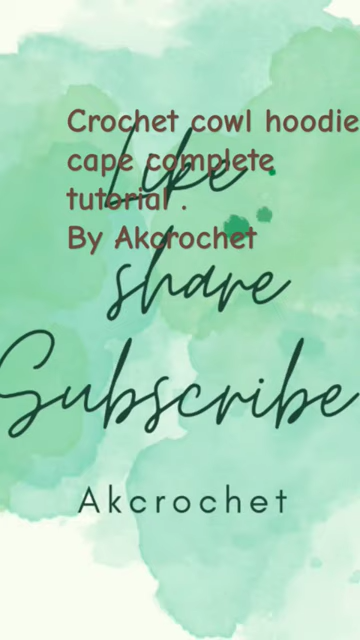 Crochet cowl hoodie
cape complete
tutorial .
By Akcrochet
Like
share
Subscribe
Akcrochet